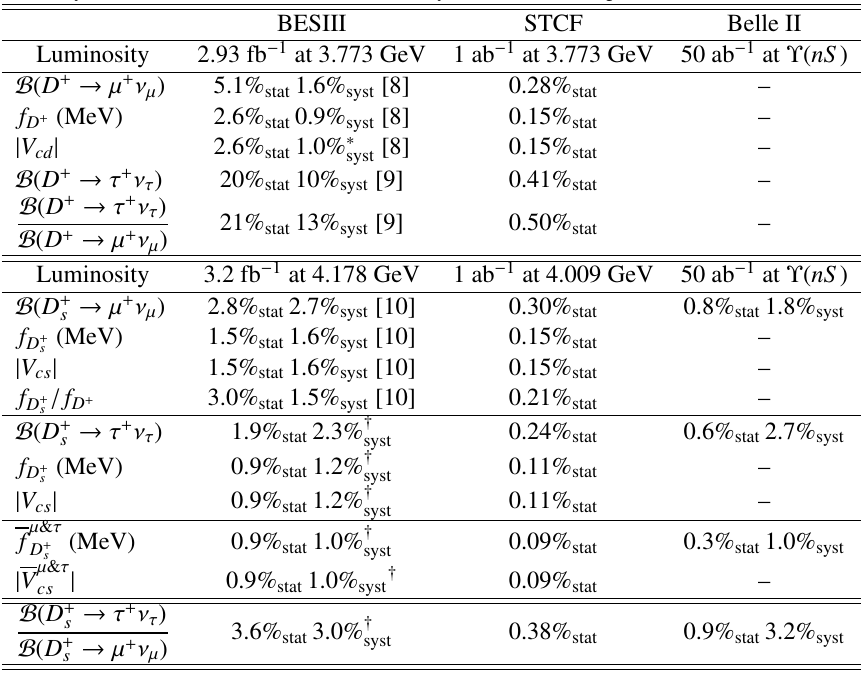 BESIII STCF Belle II
Luminosity 2.93 fb⁻¹ at 3.773 GeV 1 ab⁻¹ at 3.773 GeV 50 ab⁻¹ at Υ(nS)
ℬ(D⁺ → μ⁺ν_μ) 5.1%_stat 1.6%_syst [8] 0.28%_stat –
f_{D⁺} (MeV) 2.6%_stat 0.9%_syst [8] 0.15%_stat –
|V_cd| 2.6%_stat 1.0%*_syst [8] 0.15%_stat –
ℬ(D⁺ → τ⁺ν_τ) 20%_stat 10%_syst [9] 0.41%_stat –
ℬ(D⁺ → τ⁺ν_τ)
ℬ(D⁺ → μ⁺ν_μ) 21%_stat 13%_syst [9] 0.50%_stat –
Luminosity 3.2 fb⁻¹ at 4.178 GeV 1 ab⁻¹ at 4.009 GeV 50 ab⁻¹ at Υ(nS)
ℬ(D_s⁺ → μ⁺ν_μ) 2.8%_stat 2.7%_syst [10] 0.30%_stat 0.8%_stat 1.8%_syst
f_{D_s⁺} (MeV) 1.5%_stat 1.6%_syst [10] 0.15%_stat –
|V_cs| 1.5%_stat 1.6%_syst [10] 0.15%_stat –
f_{D_s⁺}/f_{D⁺} 3.0%_stat 1.5%_syst [10] 0.21%_stat –
ℬ(D_s⁺ → τ⁺ν_τ) 1.9%_stat 2.3%†_syst 0.24%_stat 0.6%_stat 2.7%_syst
f_{D_s⁺} (MeV) 0.9%_stat 1.2%†_syst 0.11%_stat –
|V_cs| 0.9%_stat 1.2%†_syst 0.11%_stat –
f̅^{μ&τ}_{D_s⁺} (MeV) 0.9%_stat 1.0%†_syst 0.09%_stat 0.3%_stat 1.0%_syst
|V̅^{μ&τ}_cs| 0.9%_stat 1.0%_syst† 0.09%_stat –
ℬ(D_s⁺ → τ⁺ν_τ)
ℬ(D_s⁺ → μ⁺ν_μ) 3.6%_stat 3.0%†_syst 0.38%_stat 0.9%_stat 3.2%_syst